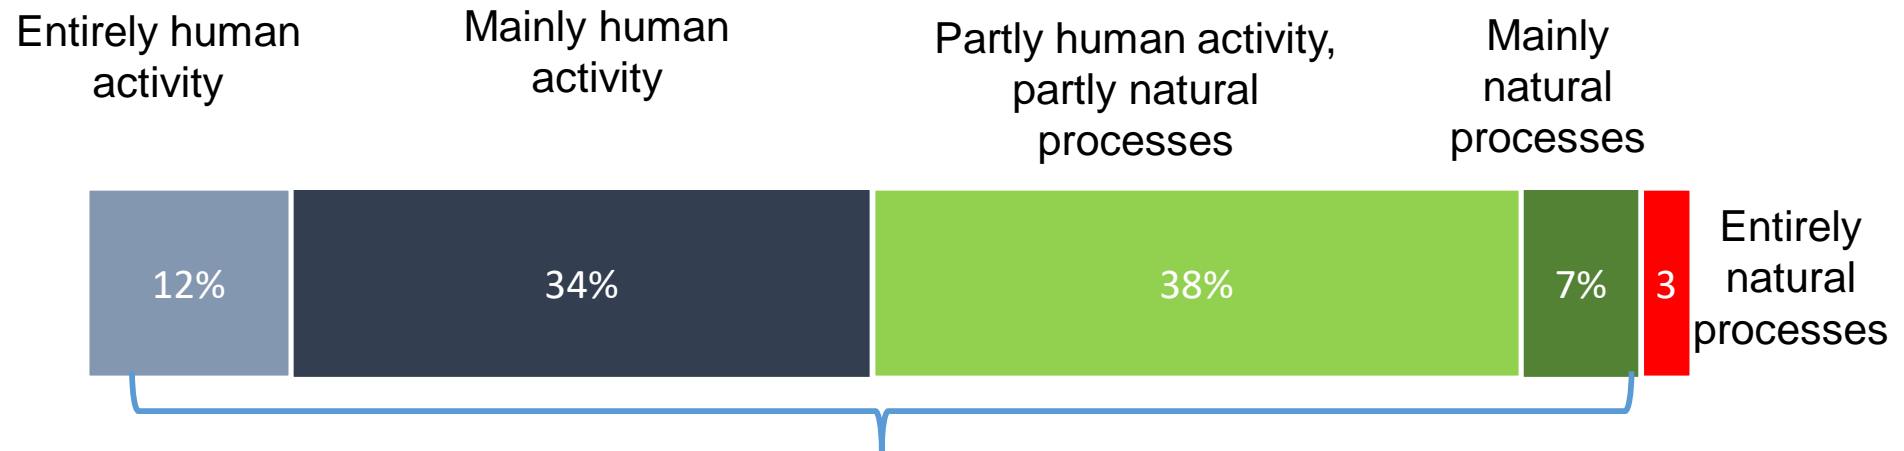 Entirely human
activity
Mainly human
activity
Partly human activity,
partly natural
processes
Mainly
natural
processes
12%
34%
38%
7%
3
Entirely
natural
processes